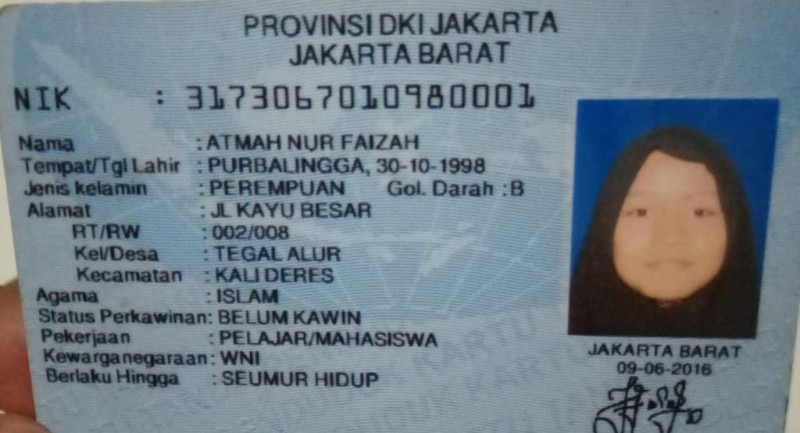 PROVINSI DKI JAKARTA
JAKARTA BARAT
NIK : 3173067010980001
Nama : ATMAH NUR FAIZAH
Tempat/Tgl Lahir : PURBALINGGA, 30-10-1998
Jenis kelamin : PEREMPUAN Gol. Darah : B
Alamat : JL KAYU BESAR
RT/RW : 002/008
Kel/Desa : TEGAL ALUR
Kecamatan : KALI DERES
Agama : ISLAM
Status Perkawinan: BELUM KAWIN
Pekerjaan : PELAJAR/MAHASISWA
Kewarganegaraan: WNI
Berlaku Hingga : SEUMUR HIDUP
JAKARTA BARAT
09-06-2016